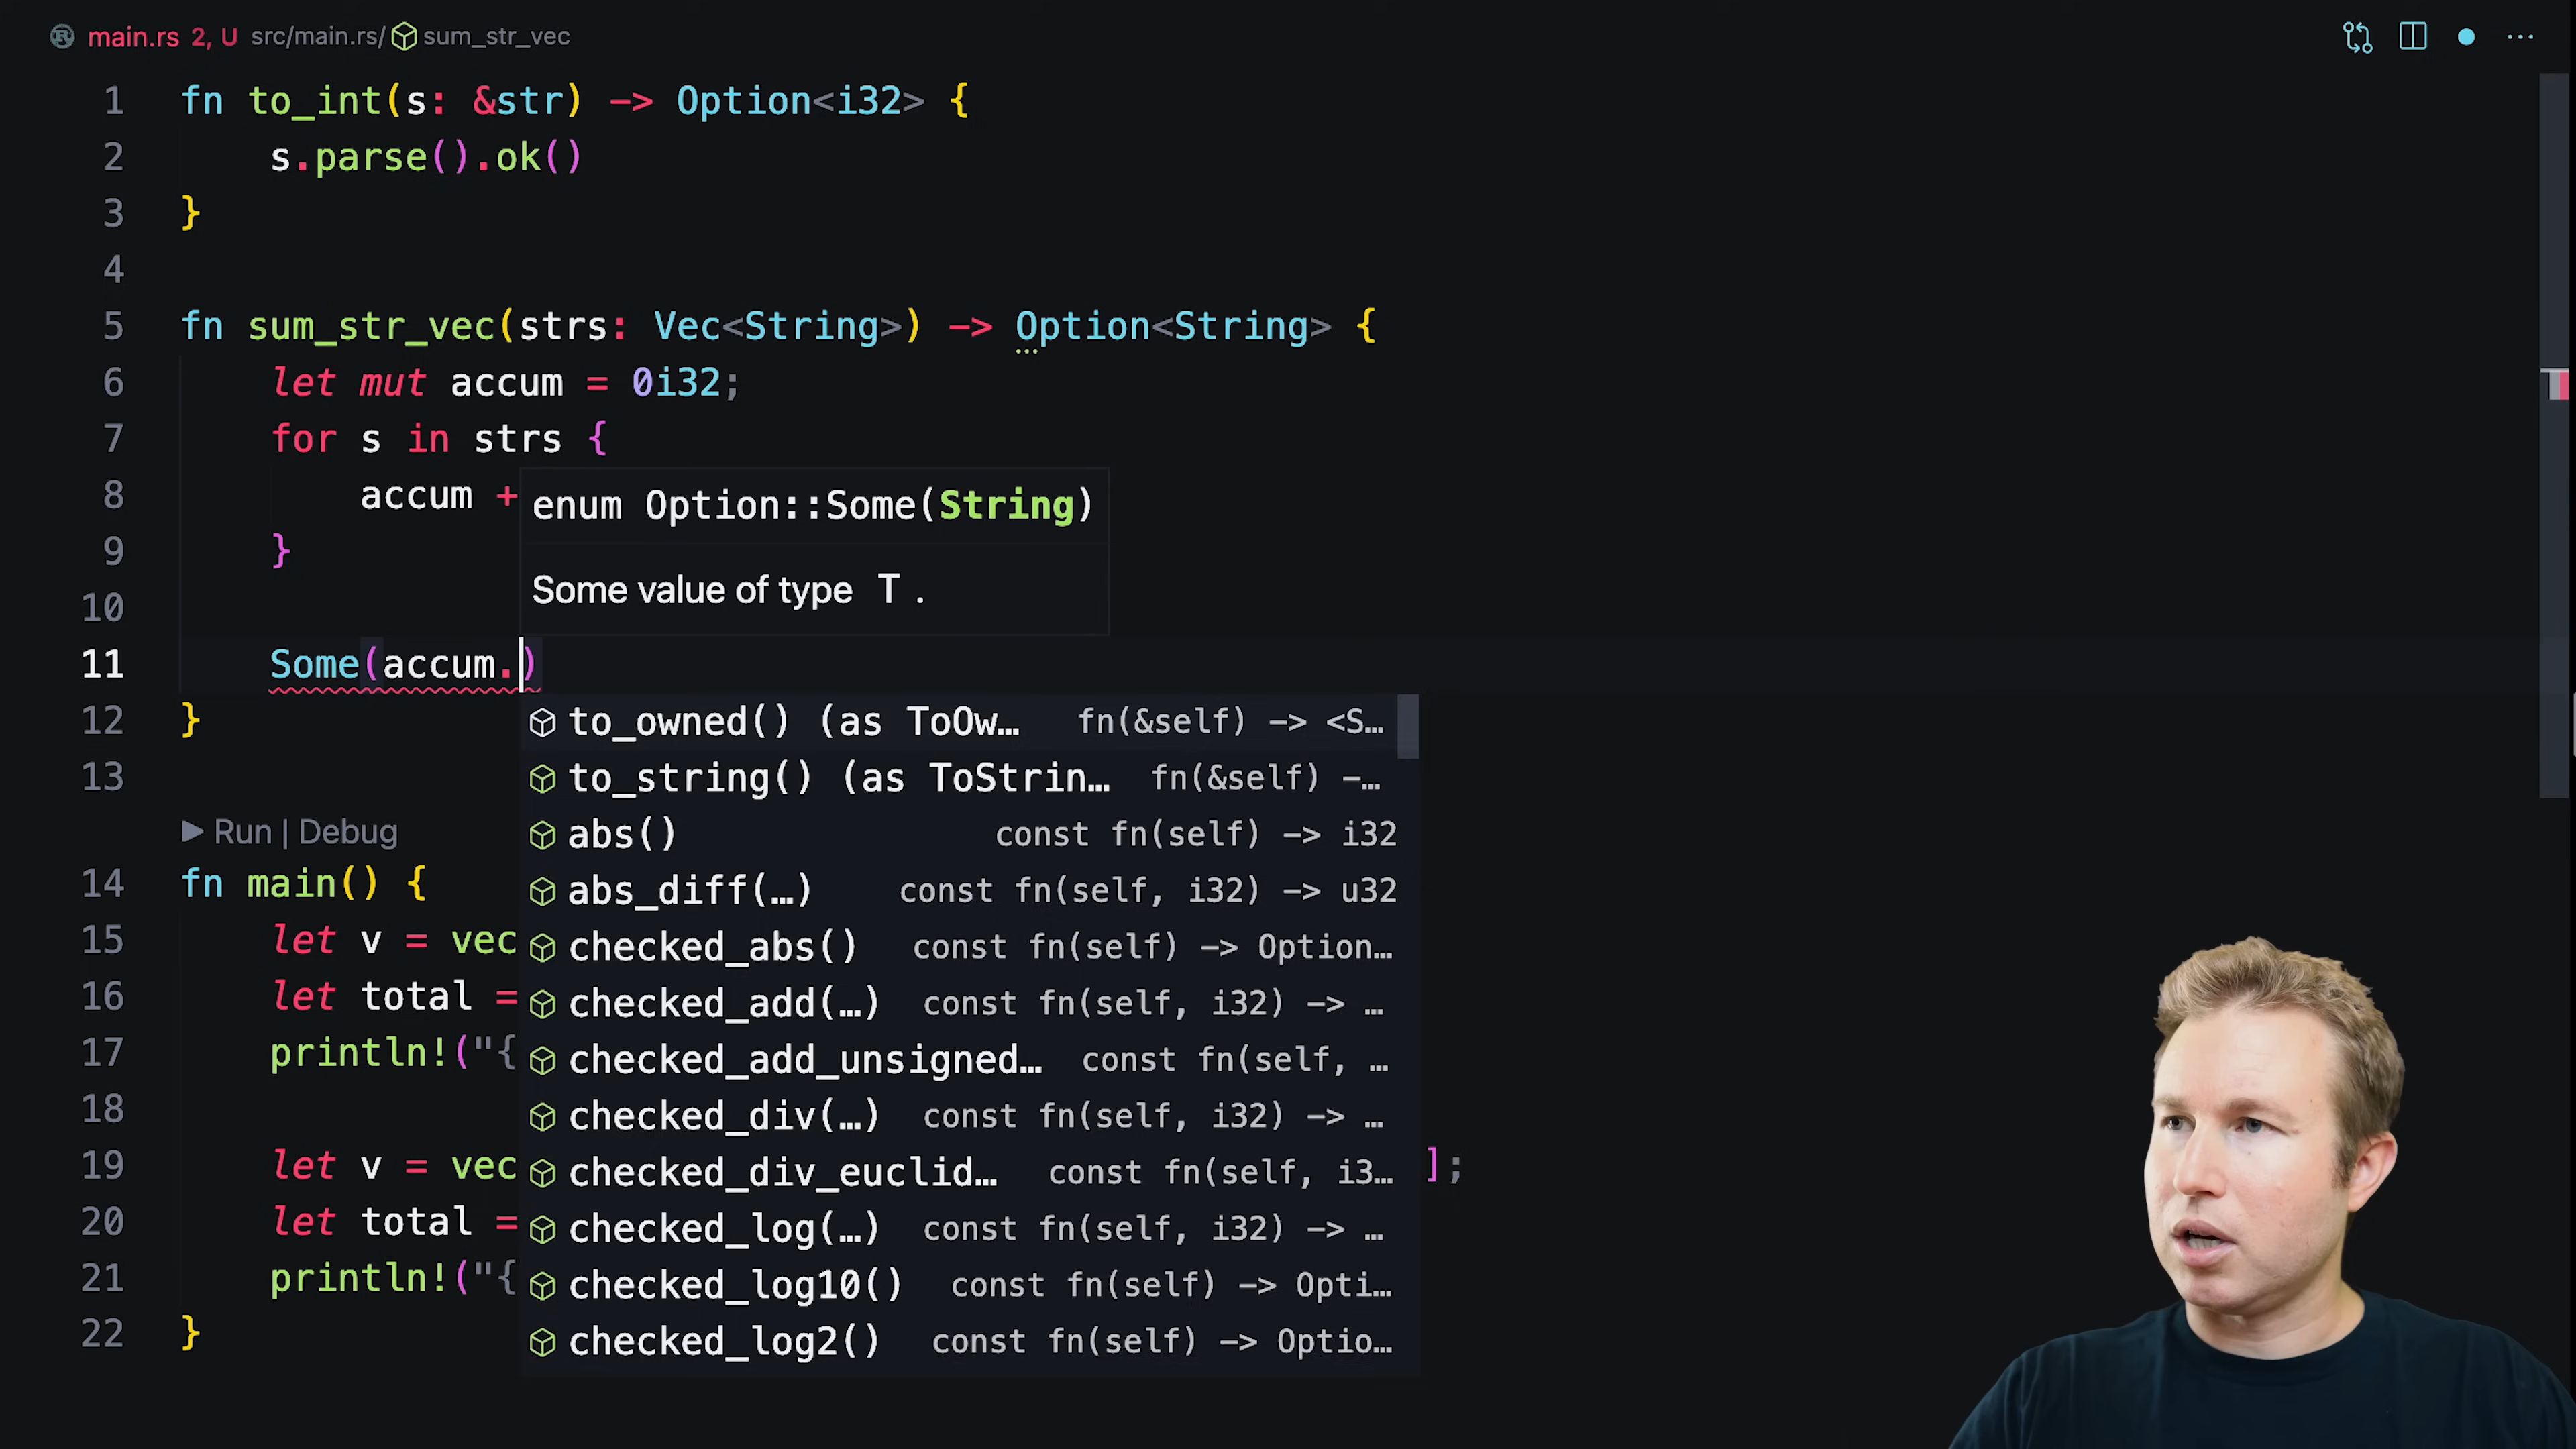 main.rs 2, U src/main.rs/ sum_str_vec
1 fn to_int(s: &str) -> Option<i32> {
2 s.parse().ok()
3 }
4
5 fn sum_str_vec(strs: Vec<String>) -> Option<String> {
6 let mut accum = 0i32;
7 for s in strs {
8 accum +
enum Option::Some(String)
9 }
Some value of type T .
10
11 Some(accum.)
12 }
to_owned() (as ToOw… fn(&self) -> <S…
13
to_string() (as ToStrin… fn(&self) -…
Run | Debug
abs() const fn(self) -> i32
14 fn main() {
abs_diff(…) const fn(self, i32) -> u32
15 let v = vec
checked_abs() const fn(self) -> Option…
16 let total =
checked_add(…) const fn(self, i32) -> …
17 println!("{
checked_add_unsigned… const fn(self, …
18
checked_div(…) const fn(self, i32) -> …
19 let v = vec
checked_div_euclid… const fn(self, i3…
];
20 let total =
checked_log(…) const fn(self, i32) -> …
21 println!("{
checked_log10() const fn(self) -> Opti…
22 }
checked_log2() const fn(self) -> Optio…